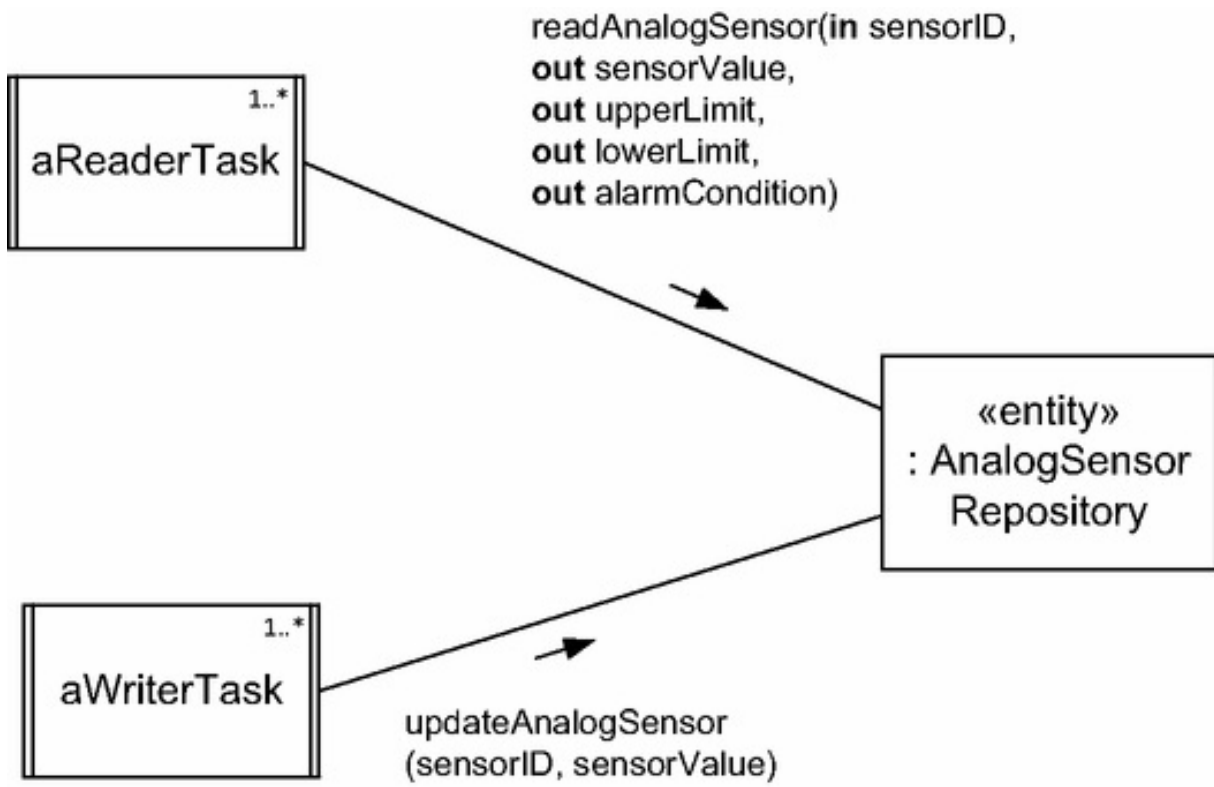 readAnalogSensor(in sensorID,
out sensorValue,
out upperLimit,
out lowerLimit,
out alarmCondition)
1..*
aReaderTask
«entity»
: AnalogSensor
Repository
1..*
aWriterTask
updateAnalogSensor
(sensorID, sensorValue)